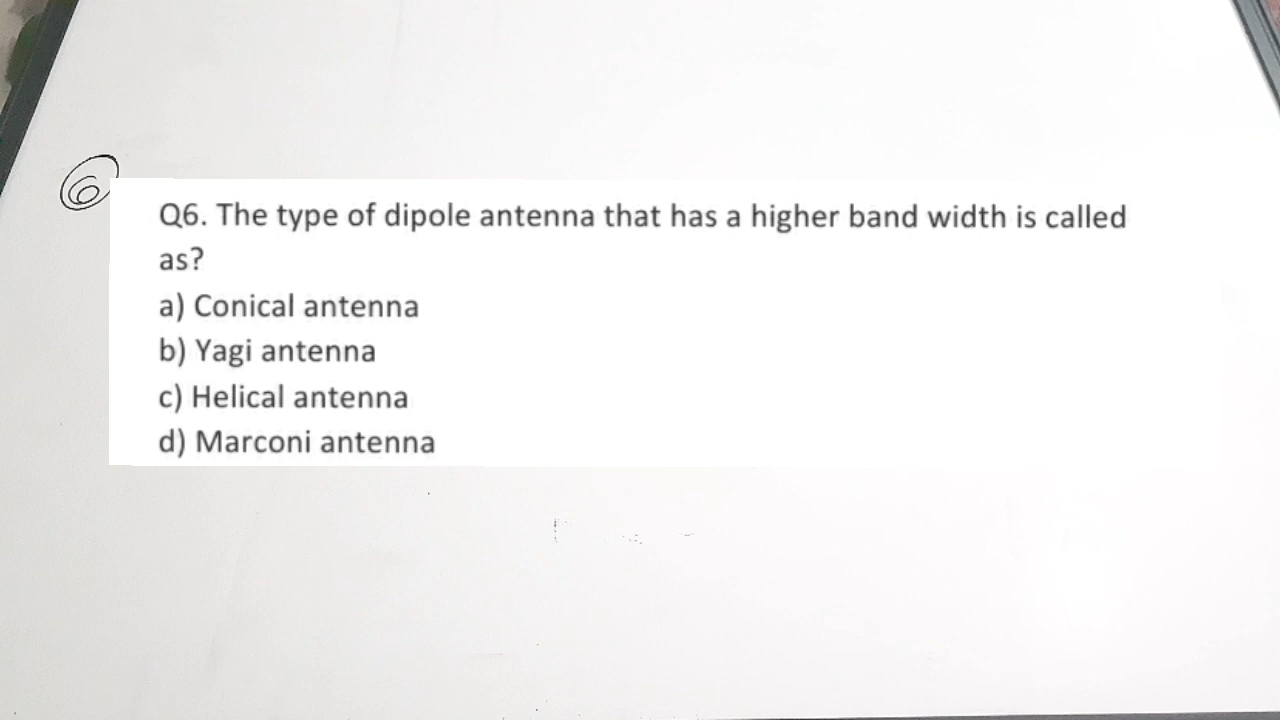 6
Q6. The type of dipole antenna that has a higher band width is called
as?
a) Conical antenna
b) Yagi antenna
c) Helical antenna
d) Marconi antenna